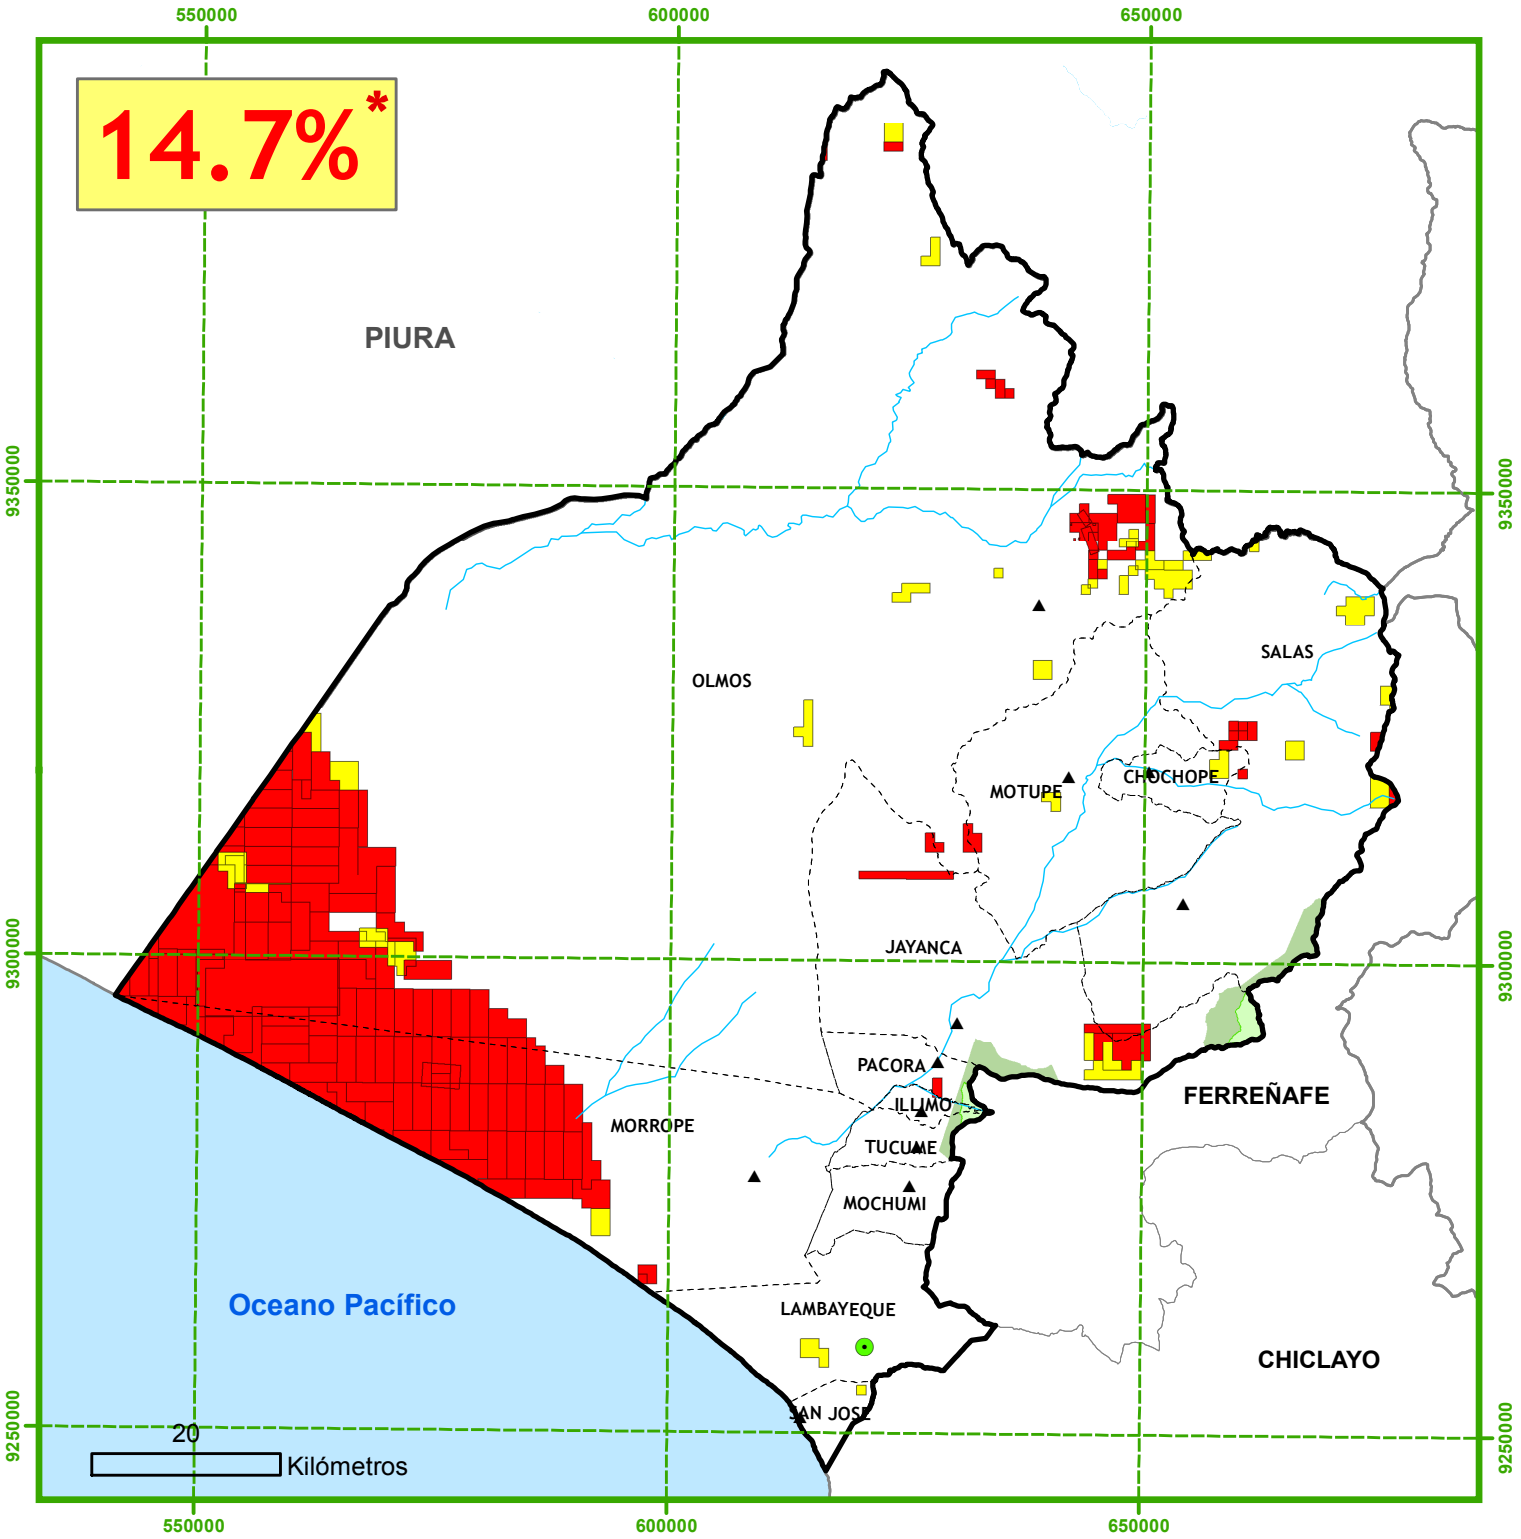 550000
600000
650000
14.7%*
PIURA
9350000
9350000
SALAS
OLMOS
MOTUPE
CHOCHOPE
JAYANCA
9300000
9300000
PACORA
ILLIMO
FERREÑAFE
MORROPE
TUCUME
MOCHUMI
Oceano Pacífico
LAMBAYEQUE
CHICLAYO
SAN JOSE
9250000
9250000
20
Kilómetros
550000
600000
650000